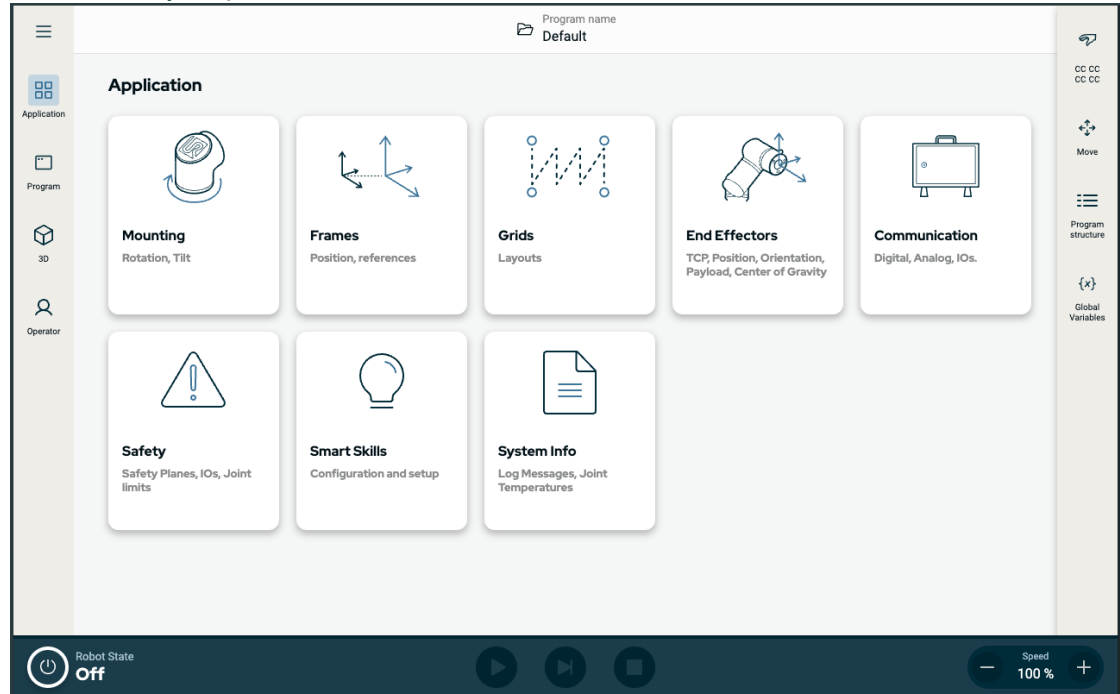 Program name
Default
Application
Program
3D
Operator
Application
Mounting
Rotation, Tilt
Frames
Position, references
Grids
Layouts
End Effectors
TCP, Position, Orientation,
Payload, Center of Gravity
Communication
Digital, Analog, IOs.
Safety
Safety Planes, IOs, Joint
limits
Smart Skills
Configuration and setup
System Info
Log Messages, Joint
Temperatures
CC CC
CC CC
Move
Program
structure
{x}
Global
Variables
Robot State
Off
Speed
100 %